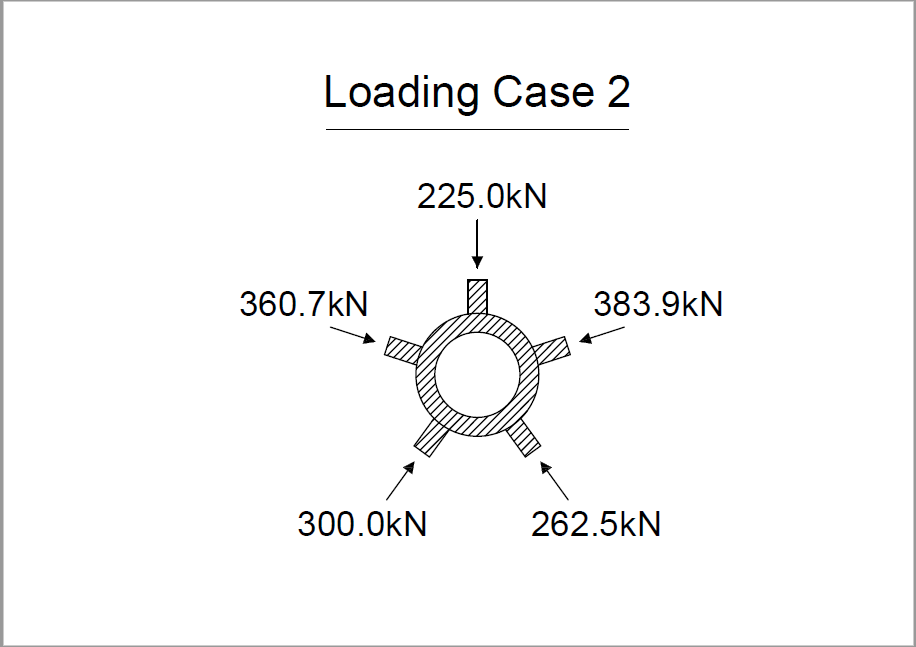 Loading Case 2
225.0kN
360.7kN
383.9kN
300.0kN
262.5kN